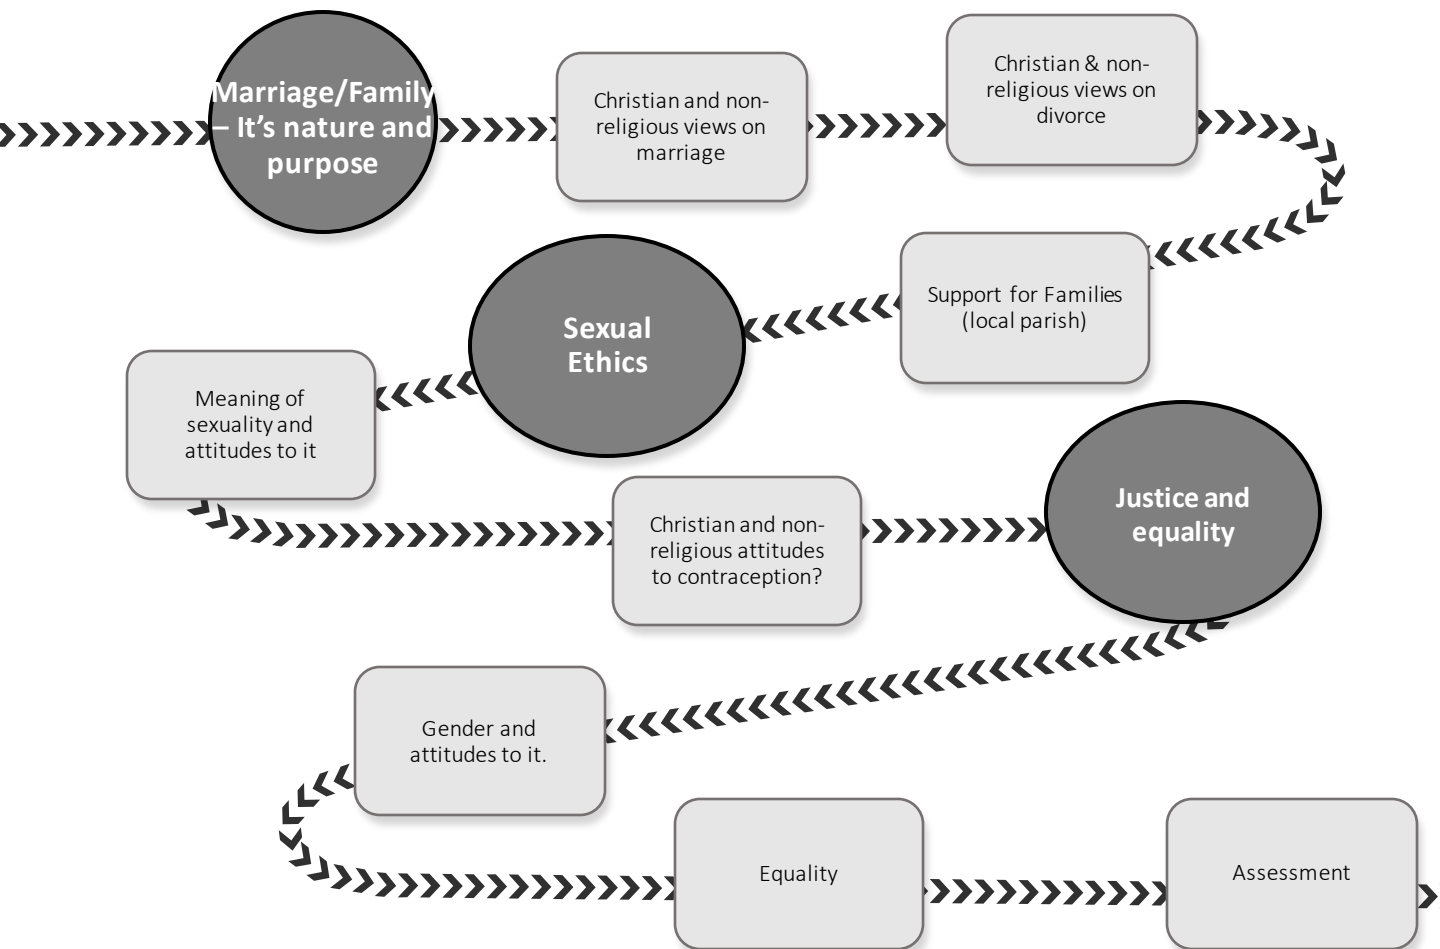 Marriage/Family
– It's nature and
purpose
Christian and non-
religious views on
marriage
Christian & non-
religious views on
divorce
Support for Families
(local parish)
Sexual
Ethics
Meaning of
sexuality and
attitudes to it
Christian and non-
religious attitudes
to contraception?
Justice and
equality
Gender and
attitudes to it.
Equality
Assessment